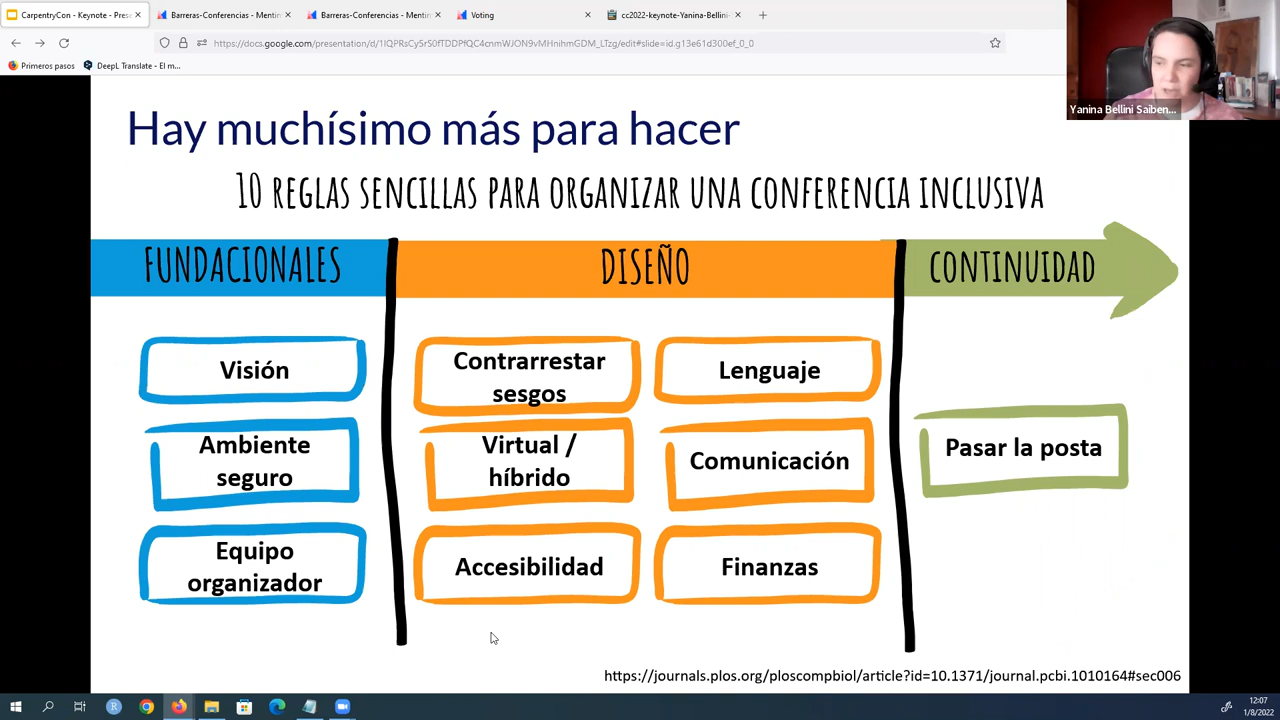 CarpentryCon - Keynote - Prese
Barreras-Conferencias - Mentim
Barreras-Conferencias - Mentim
Voting
cc2022-keynote-Yanina-Bellini-
https://docs.google.com/presentation/d/1IQPRsCy5rS0fTDDPfQC4cnmWJON9vMHnihmGDM_LTzg/edit#slide=id.g13e61d300ef_0_0
Primeros pasos
DeepL Translate - El m...
Yanina Bellini Saiben...
Hay muchísimo más para hacer
10 REGLAS SENCILLAS PARA ORGANIZAR UNA CONFERENCIA INCLUSIVA
FUNDACIONALES
DISEÑO
CONTINUIDAD
Visión
Contrarrestar
sesgos
Lenguaje
Ambiente
seguro
Virtual /
híbrido
Comunicación
Pasar la posta
Equipo
organizador
Accesibilidad
Finanzas
https://journals.plos.org/ploscompbiol/article?id=10.1371/journal.pcbi.1010164#sec006
12:07
1/8/2022